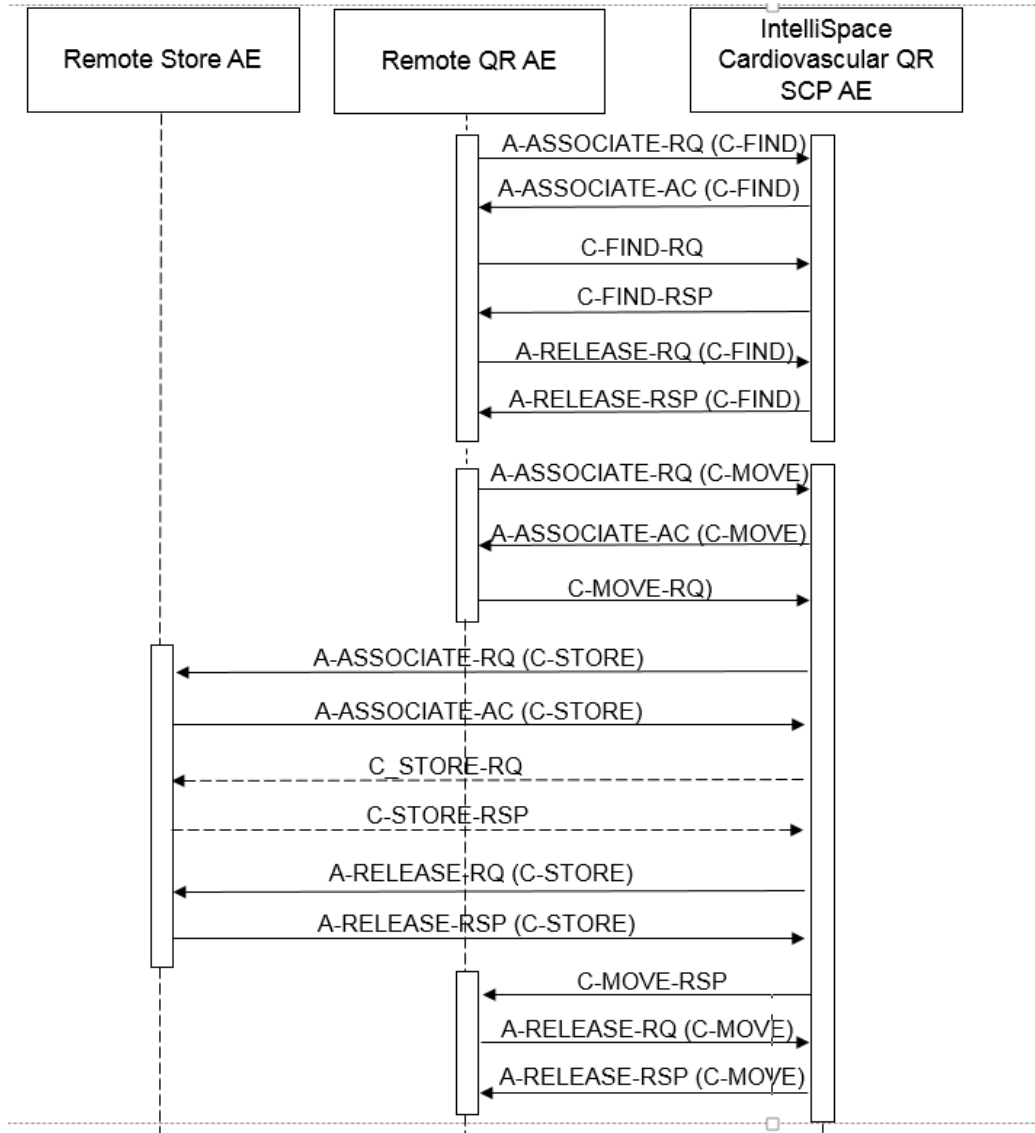 Remote Store AE
Remote QR AE
IntelliSpace
Cardiovascular QR
SCP AE
A-ASSOCIATE-RQ (C-FIND)
A-ASSOCIATE-AC (C-FIND)
C-FIND-RQ
C-FIND-RSP
A-RELEASE-RQ (C-FIND)
A-RELEASE-RSP (C-FIND)
A-ASSOCIATE-RQ (C-MOVE)
A-ASSOCIATE-AC (C-MOVE)
C-MOVE-RQ)
A-ASSOCIATE-RQ (C-STORE)
A-ASSOCIATE-AC (C-STORE)
C_STORE-RQ
C-STORE-RSP
A-RELEASE-RQ (C-STORE)
A-RELEASE-RSP (C-STORE)
C-MOVE-RSP
A-RELEASE-RQ (C-MOVE)
A-RELEASE-RSP (C-MOVE)